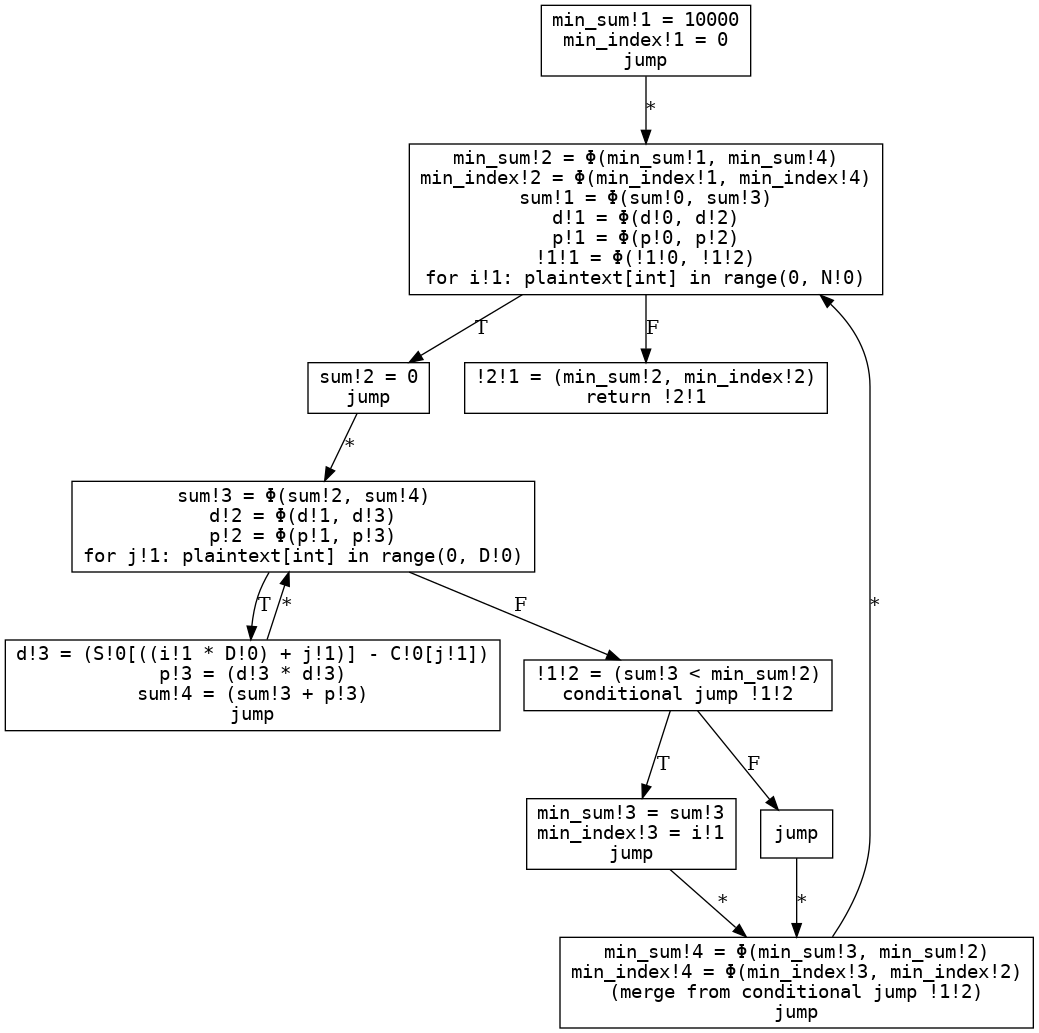 min_sum!1 = 10000
min_index!1 = 0
jump
*
min_sum!2 = Φ(min_sum!1, min_sum!4)
min_index!2 = Φ(min_index!1, min_index!4)
sum!1 = Φ(sum!0, sum!3)
d!1 = Φ(d!0, d!2)
p!1 = Φ(p!0, p!2)
!1!1 = Φ(!1!0, !1!2)
for i!1: plaintext[int] in range(0, N!0)
T
F
sum!2 = 0
jump
!2!1 = (min_sum!2, min_index!2)
return !2!1
*
sum!3 = Φ(sum!2, sum!4)
d!2 = Φ(d!1, d!3)
p!2 = Φ(p!1, p!3)
for j!1: plaintext[int] in range(0, D!0)
T
*
F
*
d!3 = (S!0[((i!1 * D!0) + j!1)] - C!0[j!1])
p!3 = (d!3 * d!3)
sum!4 = (sum!3 + p!3)
jump
!1!2 = (sum!3 < min_sum!2)
conditional jump !1!2
T
F
min_sum!3 = sum!3
min_index!3 = i!1
jump
jump
*
*
min_sum!4 = Φ(min_sum!3, min_sum!2)
min_index!4 = Φ(min_index!3, min_index!2)
(merge from conditional jump !1!2)
jump